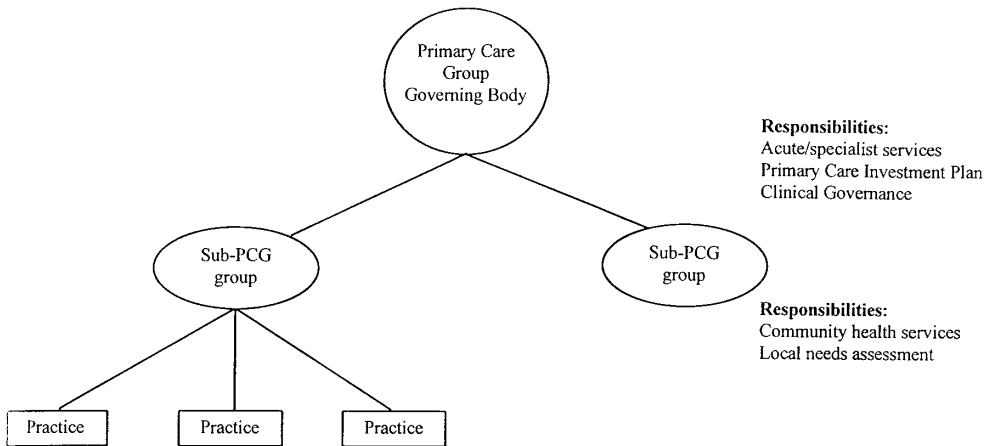 Primary Care
Group
Governing Body
Responsibilities:
Acute/specialist services
Primary Care Investment Plan
Clinical Governance
Sub-PCG
group
Sub-PCG
group
Responsibilities:
Community health services
Local needs assessment
Practice
Practice
Practice